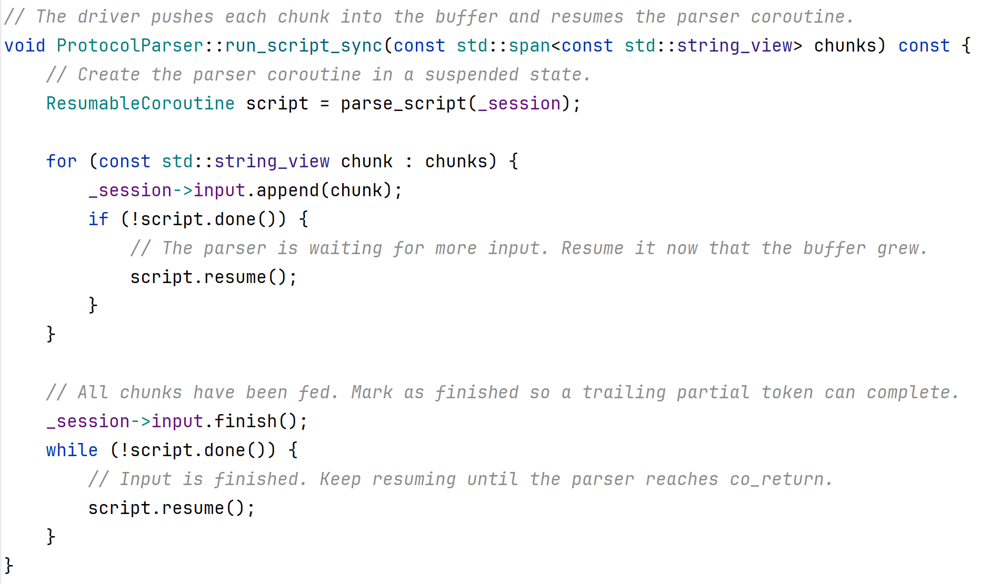 // The driver pushes each chunk into the buffer and resumes the parser coroutine.
void ProtocolParser::run_script_sync(const std::span<const std::string_view> chunks) const {
    // Create the parser coroutine in a suspended state.
    ResumableCoroutine script = parse_script(_session);

    for (const std::string_view chunk : chunks) {
        _session->input.append(chunk);
        if (!script.done()) {
            // The parser is waiting for more input. Resume it now that the buffer grew.
            script.resume();
        }
    }

    // All chunks have been fed. Mark as finished so a trailing partial token can complete.
    _session->input.finish();
    while (!script.done()) {
        // Input is finished. Keep resuming until the parser reaches co_return.
        script.resume();
    }
}